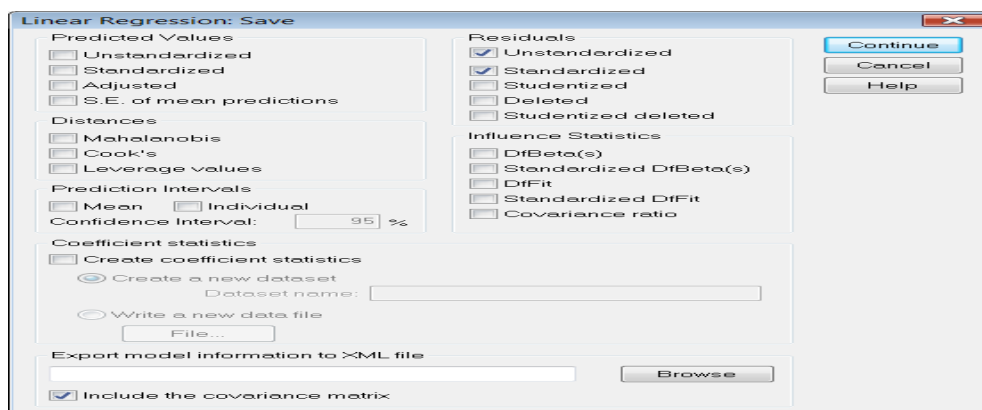 Linear Regression: Save
Predicted Values
Unstandardized
Standardized
Adjusted
S.E. of mean predictions
Distances
Mahalanobis
Cook's
Leverage values
Prediction Intervals
Mean Individual
Confidence Interval: 95 %
Residuals
Unstandardized
Standardized
Studentized
Deleted
Studentized deleted
Influence Statistics
DfBeta(s)
Standardized DfBeta(s)
DfFit
Standardized DfFit
Covariance ratio
Continue
Cancel
Help
Coefficient statistics
Create coefficient statistics
Create a new dataset
Dataset name:
Write a new data file
File...
Export model information to XML file
Browse
Include the covariance matrix